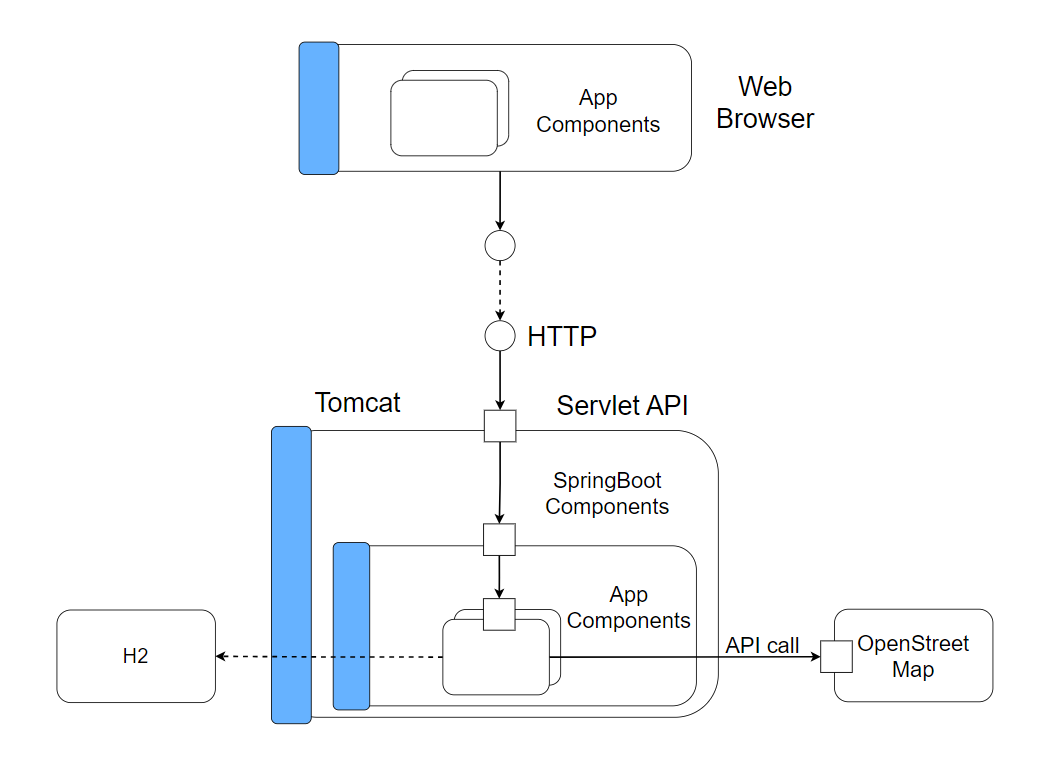 App
Components
Web
Browser
HTTP
Tomcat
Servlet API
SpringBoot
Components
App
Components
H2
API call
OpenStreet
Map